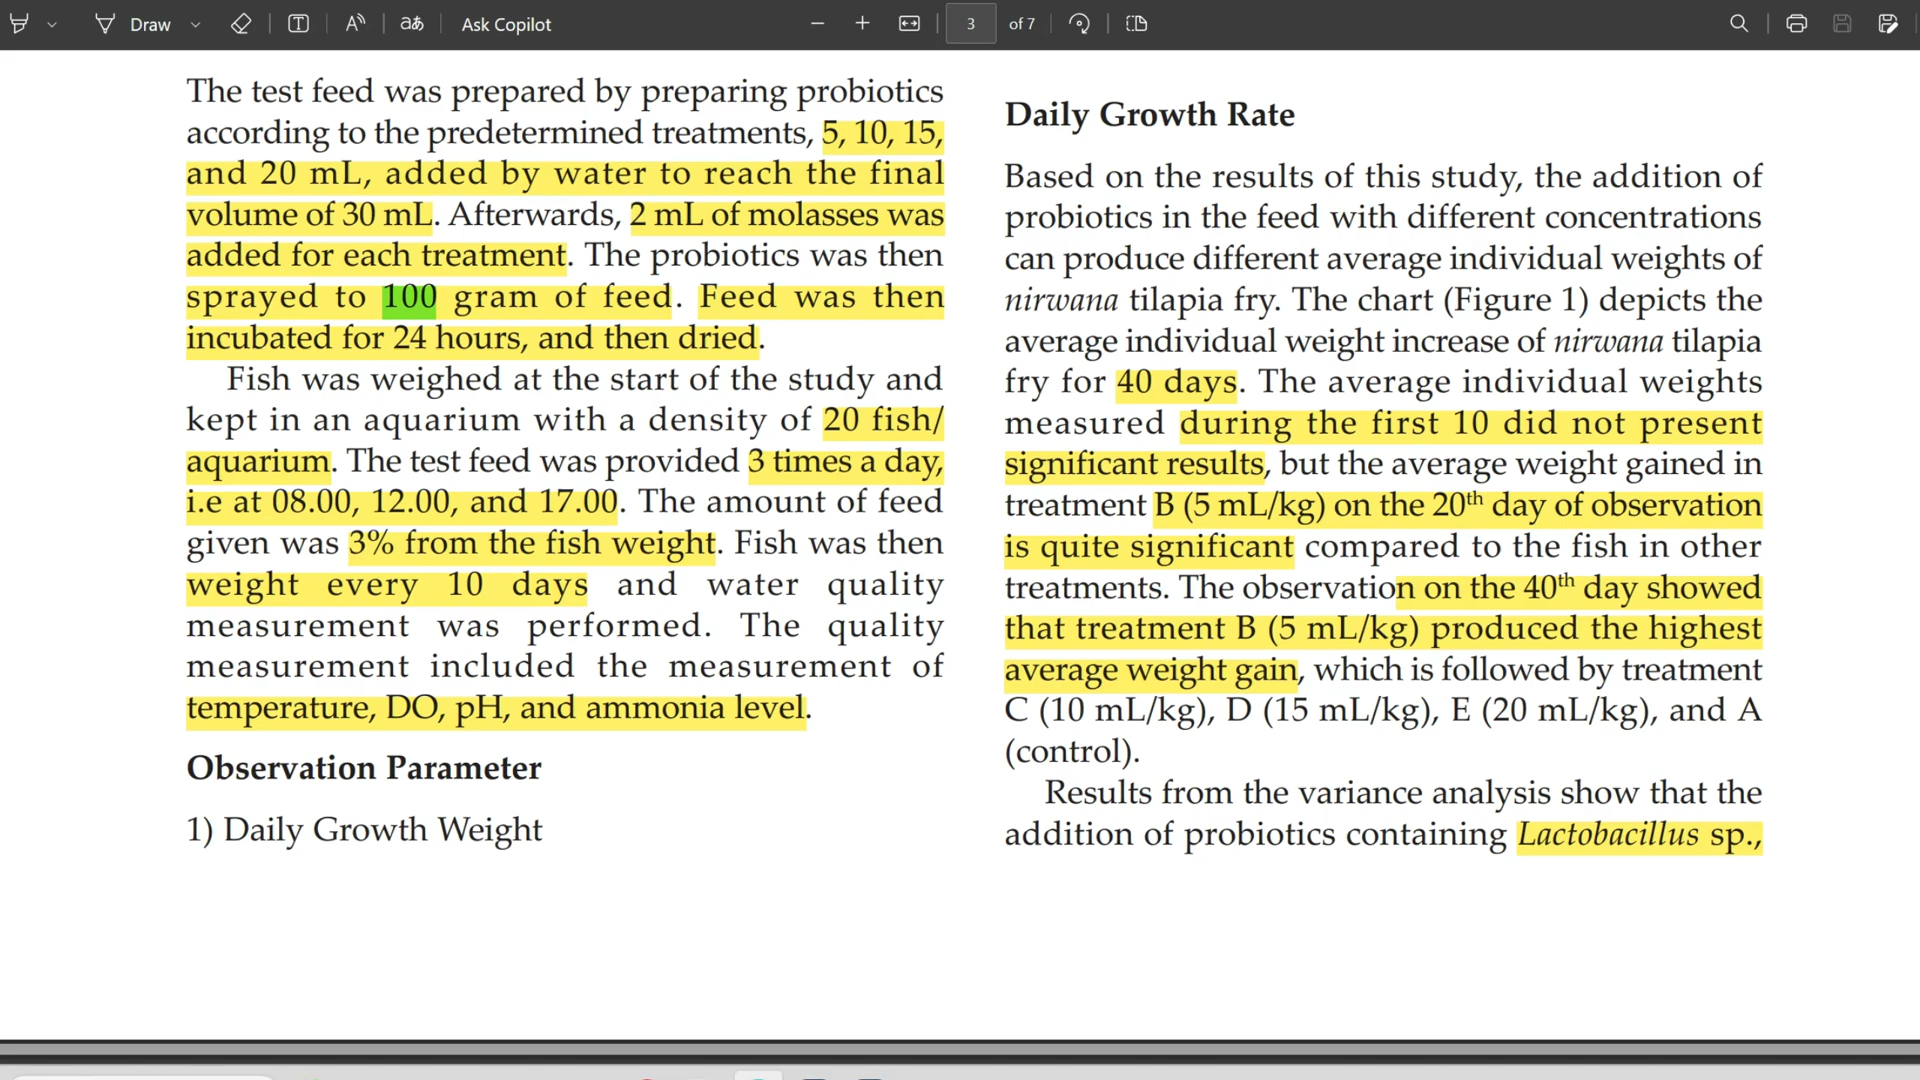 Draw
Ask Copilot
3 of 7
The test feed was prepared by preparing probiotics
according to the predetermined treatments, 5, 10, 15,
and 20 mL, added by water to reach the final
volume of 30 mL. Afterwards, 2 mL of molasses was
added for each treatment. The probiotics was then
sprayed to 100 gram of feed. Feed was then
incubated for 24 hours, and then dried.
Fish was weighed at the start of the study and
kept in an aquarium with a density of 20 fish/
aquarium. The test feed was provided 3 times a day,
i.e at 08.00, 12.00, and 17.00. The amount of feed
given was 3% from the fish weight. Fish was then
weight every 10 days and water quality
measurement was performed. The quality
measurement included the measurement of
temperature, DO, pH, and ammonia level.
Observation Parameter
1) Daily Growth Weight
Daily Growth Rate
Based on the results of this study, the addition of
probiotics in the feed with different concentrations
can produce different average individual weights of
nirwana tilapia fry. The chart (Figure 1) depicts the
average individual weight increase of nirwana tilapia
fry for 40 days. The average individual weights
measured during the first 10 did not present
significant results, but the average weight gained in
treatment B (5 mL/kg) on the 20th day of observation
is quite significant compared to the fish in other
treatments. The observation on the 40th day showed
that treatment B (5 mL/kg) produced the highest
average weight gain, which is followed by treatment
C (10 mL/kg), D (15 mL/kg), E (20 mL/kg), and A
(control).
Results from the variance analysis show that the
addition of probiotics containing Lactobacillus sp.,